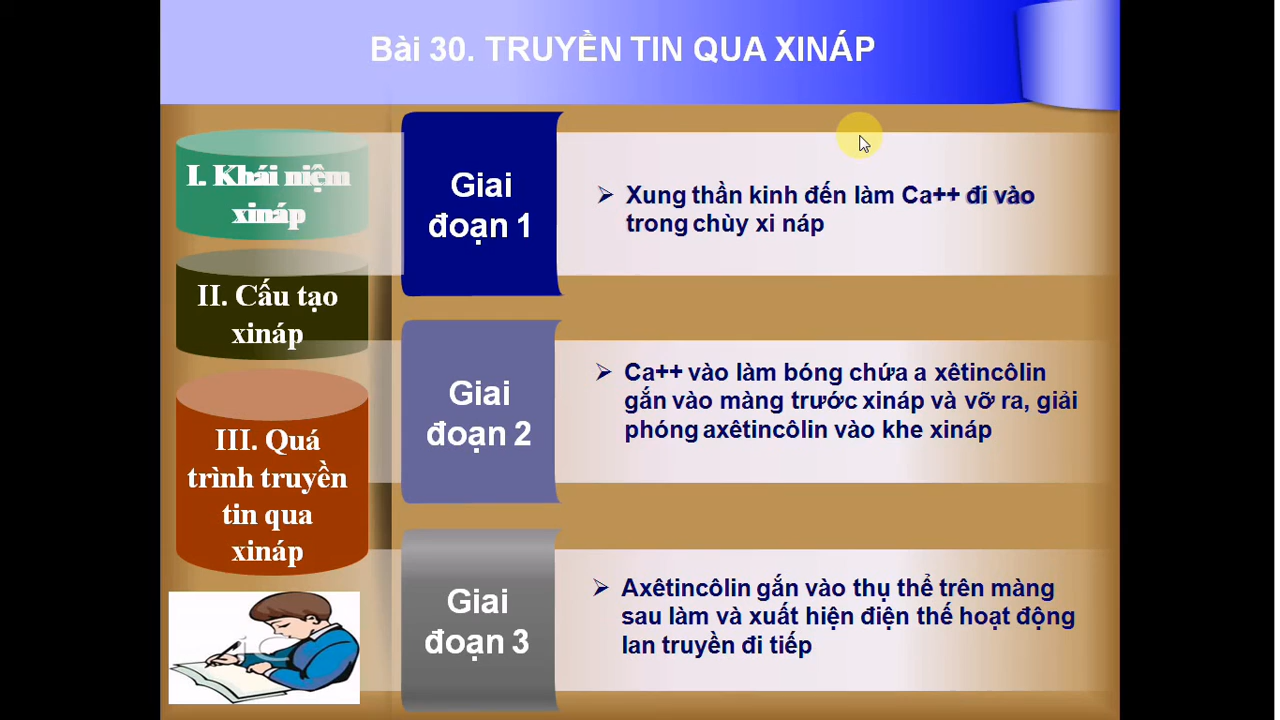 Bài 30. TRUYỀN TIN QUA XINÁP
I. Khái niệm
xináp
II. Cấu tạo
xináp
III. Quá
trình truyền
tin qua
xináp
Giai
đoạn 1
➢ Xung thần kinh đến làm Ca++ đi vào
trong chùy xi náp
Giai
đoạn 2
➢ Ca++ vào làm bóng chứa a xêtincôlin
gắn vào màng trước xináp và vỡ ra, giải
phóng axêtincôlin vào khe xináp
Giai
đoạn 3
➢ Axêtincôlin gắn vào thụ thể trên màng
sau làm và xuất hiện điện thế hoạt động
lan truyền đi tiếp